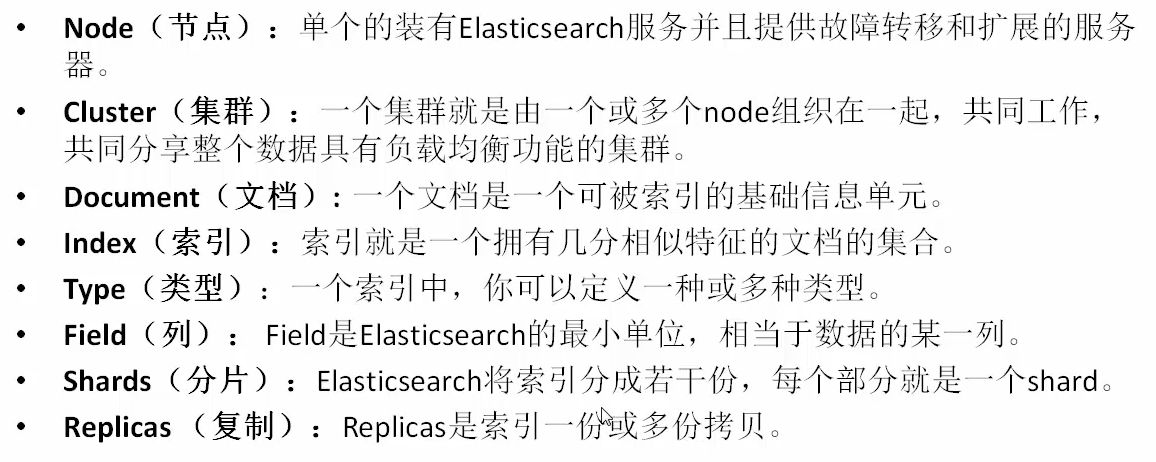 • Node（节点）：单个的装有Elasticsearch服务并且提供故障转移和扩展的服务
器。
• Cluster（集群）：一个集群就是由一个或多个node组织在一起，共同工作，
共同分享整个数据具有负载均衡功能的集群。
• Document（文档）：一个文档是一个可被索引的基础信息单元。
• Index（索引）：索引就是一个拥有几分相似特征的文档的集合。
• Type（类型）：一个索引中，你可以定义一种或多种类型。
• Field（列）： Field是Elasticsearch的最小单位，相当于数据的某一列。
• Shards（分片）：Elasticsearch将索引分成若干份，每个部分就是一个shard。
• Replicas （复制）：Replicas是索引一份或多份拷贝。